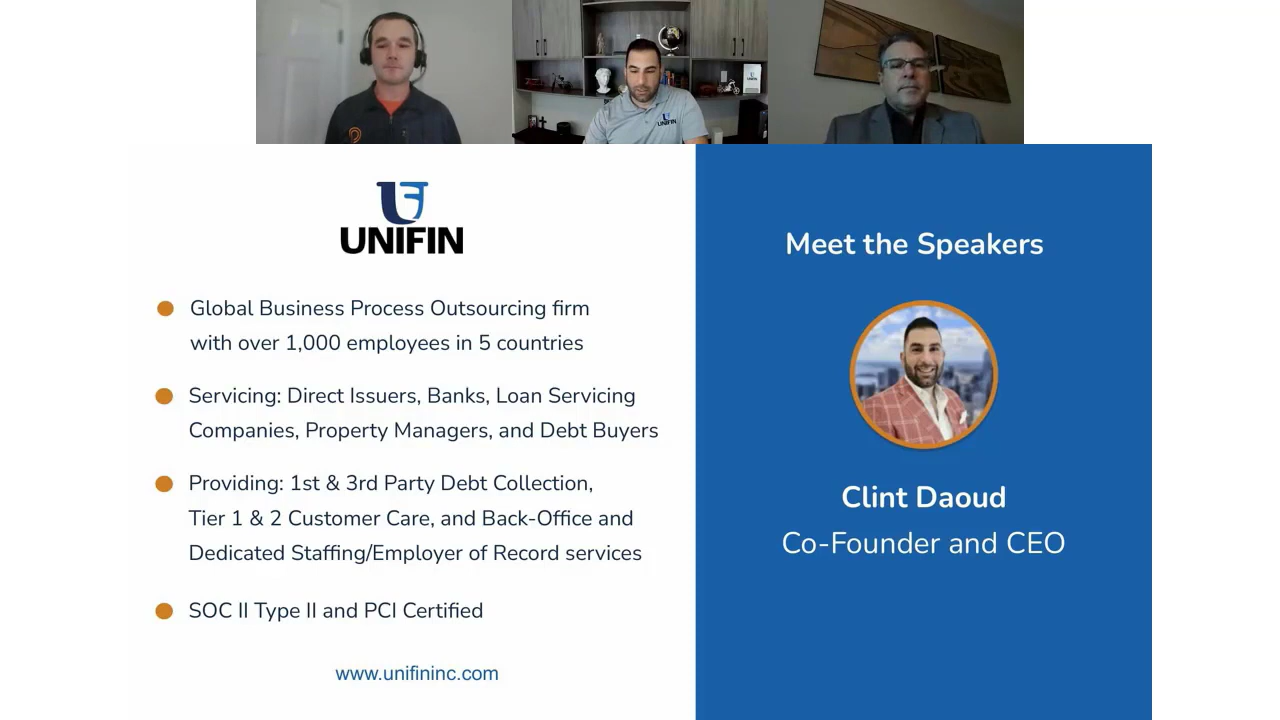 UNIFIN
UNIFIN
UNIFIN
Global Business Process Outsourcing firm
with over 1,000 employees in 5 countries
Servicing: Direct Issuers, Banks, Loan Servicing
Companies, Property Managers, and Debt Buyers
Providing: 1st & 3rd Party Debt Collection,
Tier 1 & 2 Customer Care, and Back-Office and
Dedicated Staffing/Employer of Record services
SOC II Type II and PCI Certified
www.unifininc.com
Meet the Speakers
Clint Daoud
Co-Founder and CEO